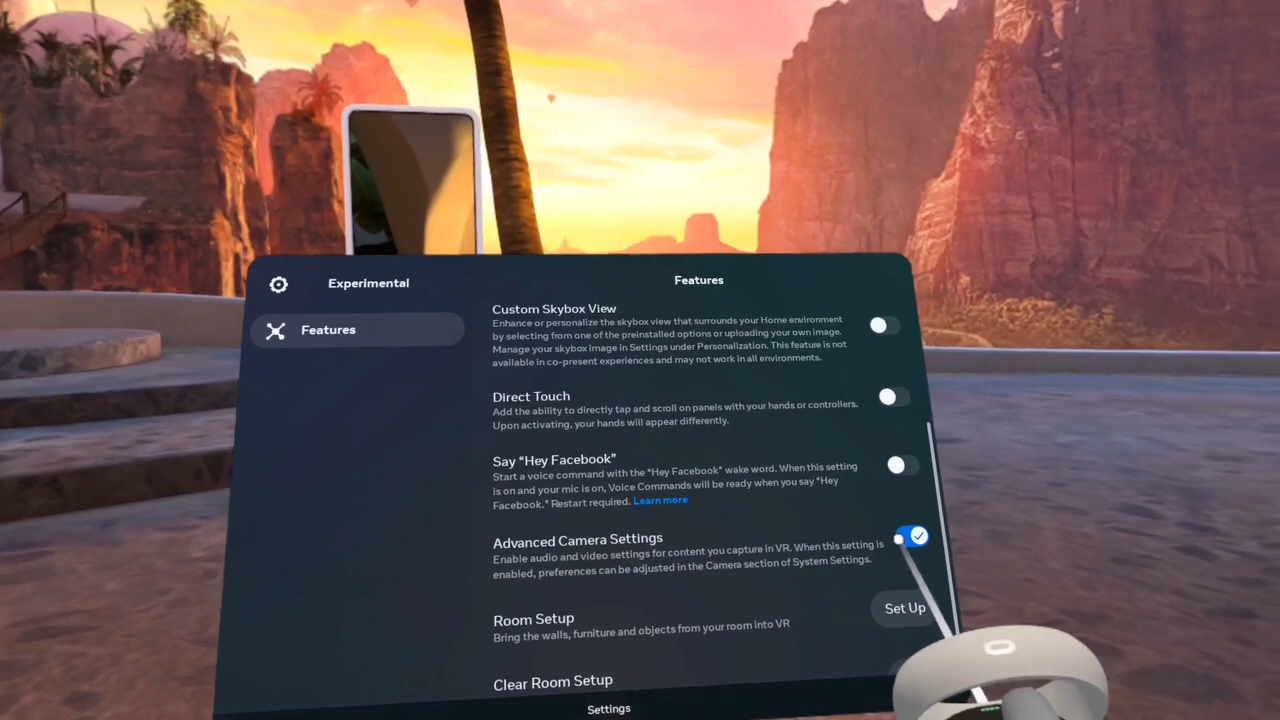 Experimental
Features
Features
Custom Skybox View
Enhance or personalize the skybox view that surrounds your Home environment
by selecting from one of the preinstalled options or uploading your own image.
Manage your skybox image in Settings under Personalization. This feature is not
available in co-present experiences and may not work in all environments.
Direct Touch
Add the ability to directly tap and scroll on panels with your hands or controllers.
Upon activating, your hands will appear differently.
Say “Hey Facebook”
Start a voice command with the “Hey Facebook” wake word. When this setting
is on and your mic is on, Voice Commands will be ready when you say “Hey
Facebook.” Restart required. Learn more
Advanced Camera Settings
Enable audio and video settings for content you capture in VR. When this setting is
enabled, preferences can be adjusted in the Camera section of System Settings.
Room Setup
Bring the walls, furniture and objects from your room into VR
Set Up
Clear Room Setup
Settings